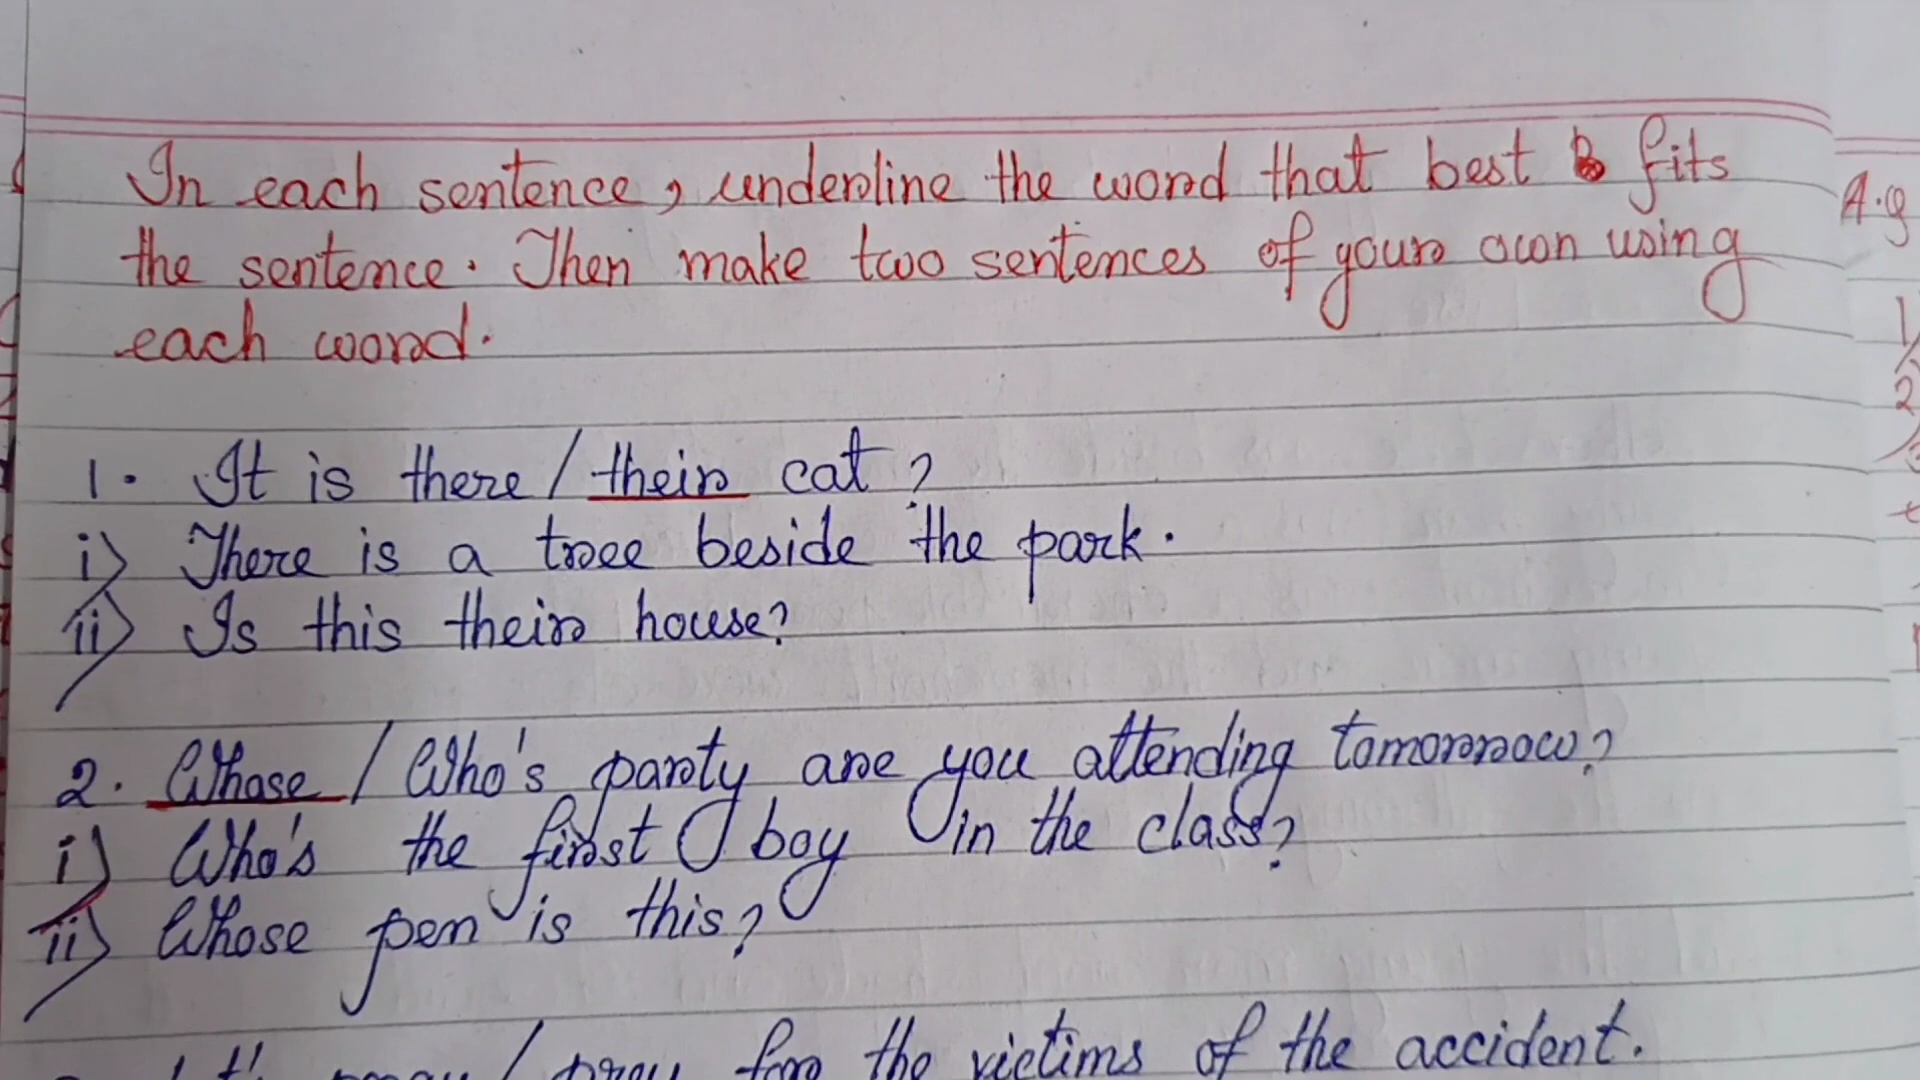 In each sentence, underline the word that best fits
the sentence. Then make two sentences of your own using
each word.
A.Q
1. It is there / their cat?
i) There is a tree beside the park.
ii) Is this their house?
2. Whose / Who's party are you attending tomorrow?
i) Who's the first boy in the class?
ii) Whose pen is this?
/ pray for the victims of the accident.